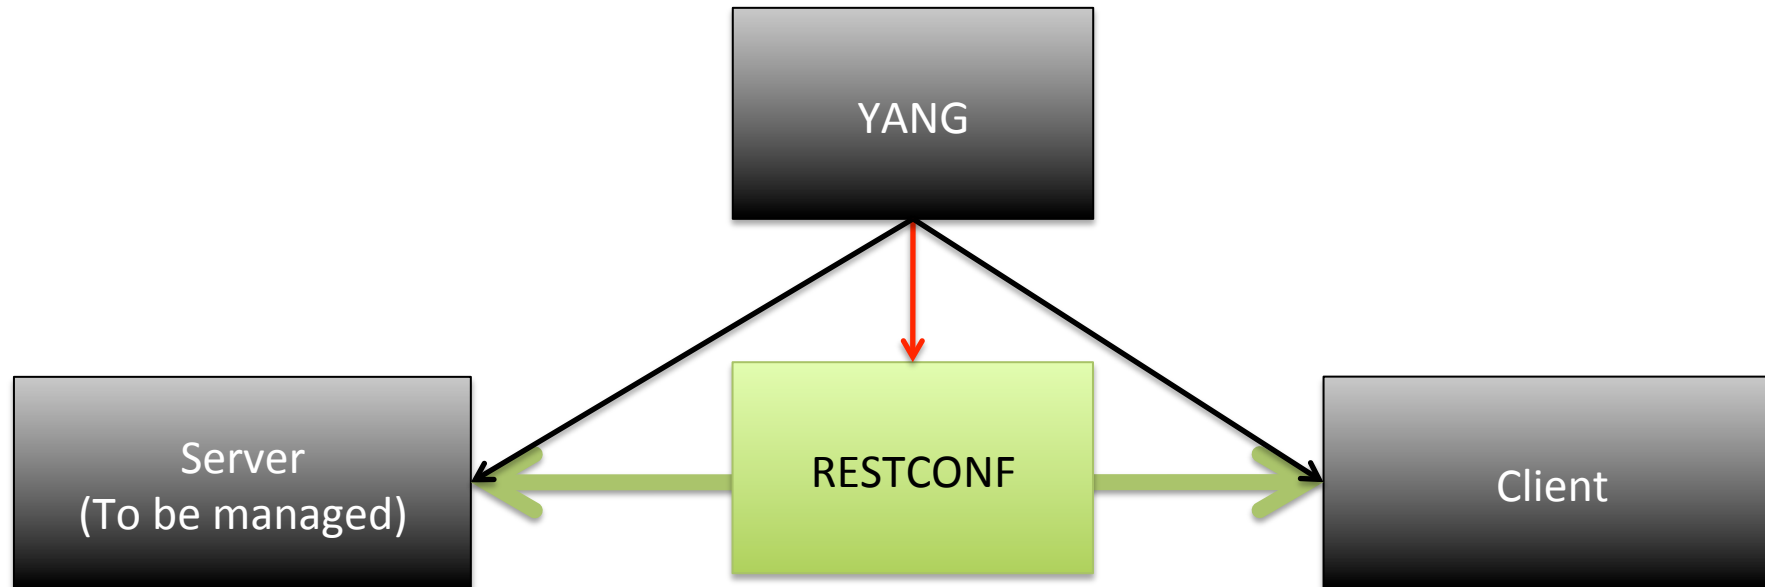 YANG
Server
(To be managed)
RESTCONF
Client